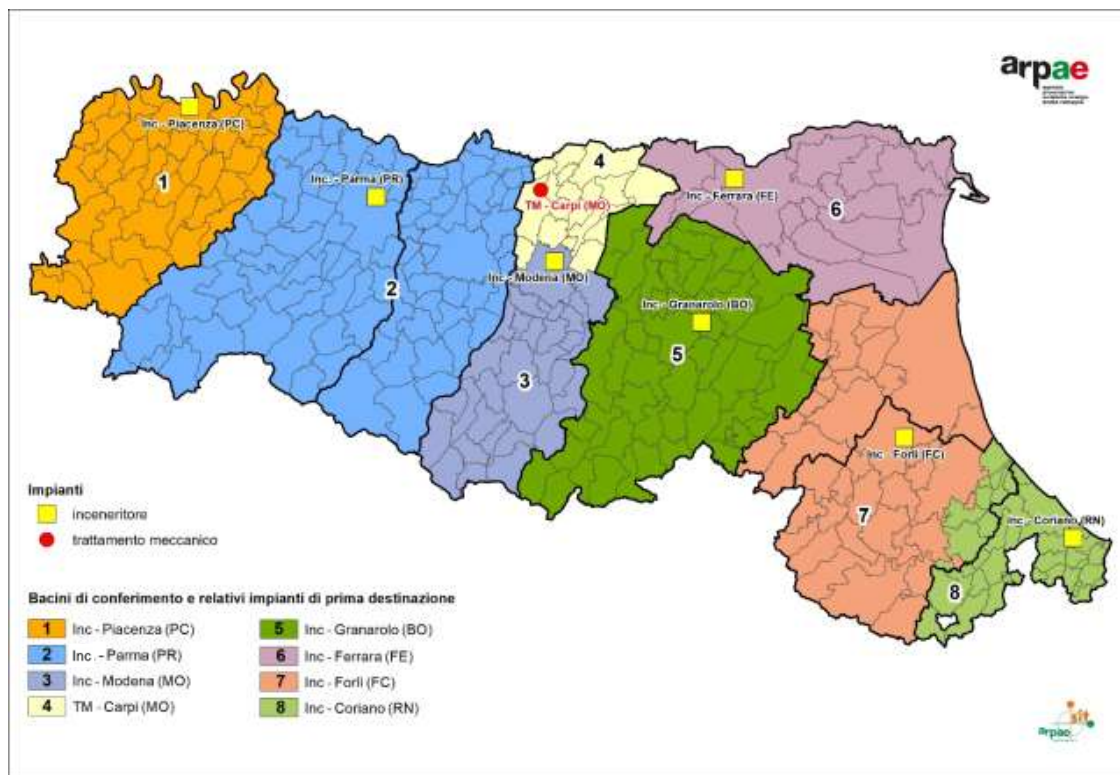 arpae
Inc.- Piacenza (PC)
1
Inc. - Parma (PR)
2
4
TM - Carpi (MO)
Inc.- Modena (MO)
3
Inc - Ferrara (FE)
6
Inc - Granarolo (BO)
5
Inc - Forlì (FC)
7
Inc - Coriano (RN)
8
Impianti
inceneritore
trattamento meccanico
Bacini di conferimento e relativi impianti di prima destinazione
1 Inc - Piacenza (PC)
2 Inc. - Parma (PR)
3 Inc - Modena (MO)
4 TM - Carpi (MO)
5 Inc - Granarolo (BO)
6 Inc - Ferrara (FE)
7 Inc - Forlì (FC)
8 Inc - Coriano (RN)
sit
arpae